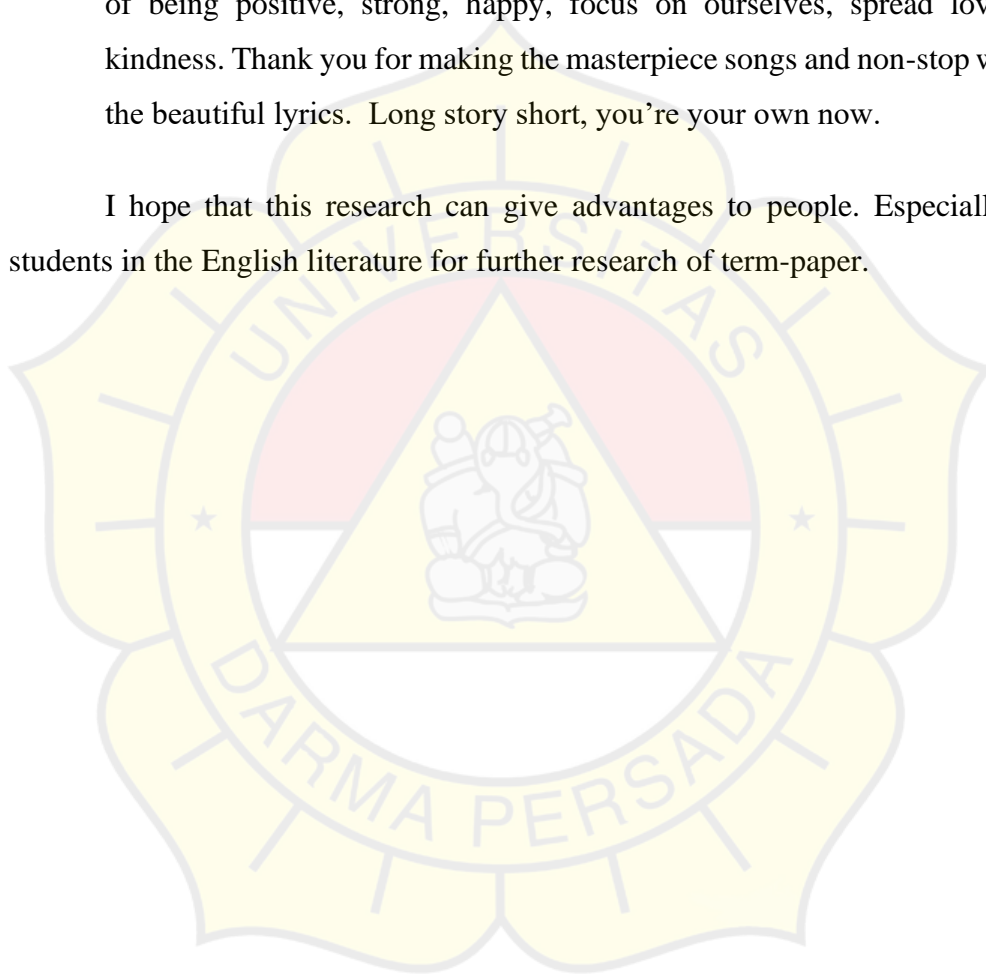 of being positive, strong, happy, focus on ourselves, spread
kindness. Thank you for making the masterpiece songs and non-stop
the beautiful lyrics. Long story short, you’re your own now.
I hope that this research can give advantages to people.
students in the English literature for further research of term-paper.
UNIVERSITAS
DARMA PERSADA